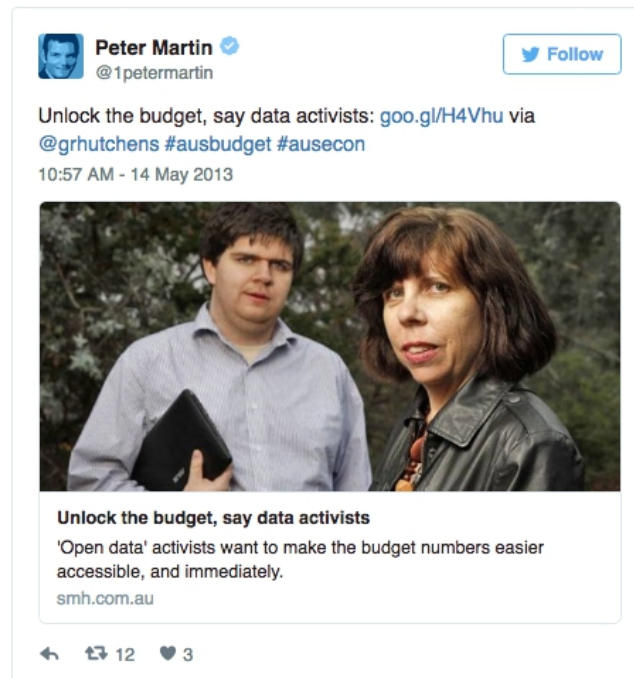 Peter Martin
@1petermartin
Follow
Unlock the budget, say data activists: goo.gl/H4Vhu via
@grhutchens #ausbudget #ausecon
10:57 AM - 14 May 2013
Unlock the budget, say data activists
'Open data' activists want to make the budget numbers easier
accessible, and immediately.
smh.com.au
12
3